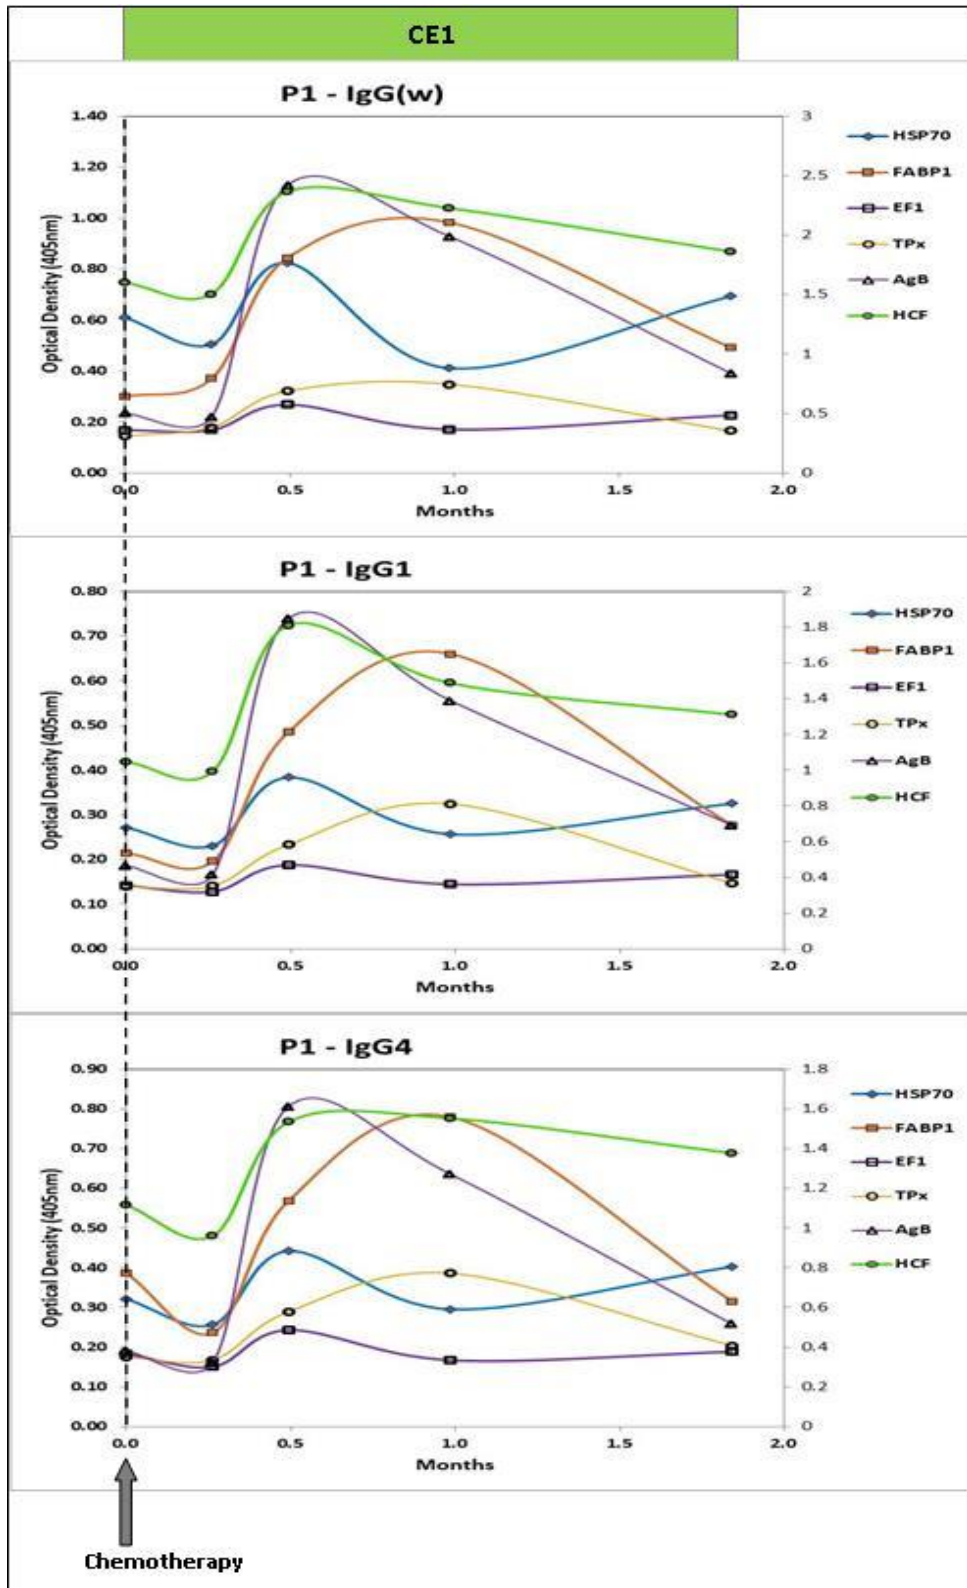 CE1
P1 - IgG(w)
Optical Density (405nm)
1.40
1.20
1.00
0.80
0.60
0.40
0.20
0.00
3
2.5
2
1.5
1
0.5
0
0.0 0.5 1.0 1.5 2.0
Months
HSP70
FABP1
EF1
TPx
AgB
HCF
P1 - IgG1
Optical Density (405nm)
0.80
0.70
0.60
0.50
0.40
0.30
0.20
0.10
0.00
2
1.8
1.6
1.4
1.2
1
0.8
0.6
0.4
0.2
0
0.0 0.5 1.0 1.5 2.0
Months
HSP70
FABP1
EF1
TPx
AgB
HCF
P1 - IgG4
Optical Density (405nm)
0.90
0.80
0.70
0.60
0.50
0.40
0.30
0.20
0.10
0.00
1.8
1.6
1.4
1.2
1
0.8
0.6
0.4
0.2
0
0.0 0.5 1.0 1.5 2.0
Months
HSP70
FABP1
EF1
TPx
AgB
HCF
Chemotherapy